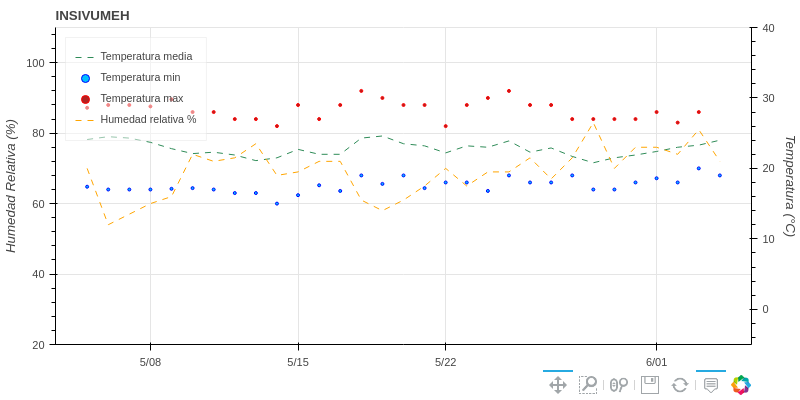 INSIVUMEH
Temperatura media
Temperatura min
Temperatura max
Humedad relativa %
Humedad Relativa (%)
100
80
60
40
20
Temperatura (°C)
40
30
20
10
0
5/08
5/15
5/22
6/01